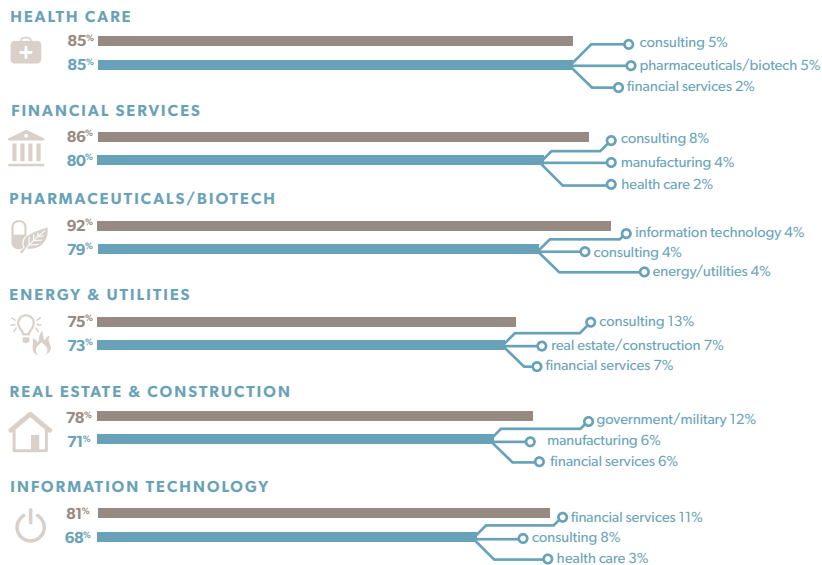 HEALTH CARE
85%
consulting 5%
85%
pharmaceuticals/biotech 5%
financial services 2%
FINANCIAL SERVICES
86%
consulting 8%
80%
manufacturing 4%
health care 2%
PHARMACEUTICALS/BIOTECH
92%
information technology 4%
79%
consulting 4%
energy/utilities 4%
ENERGY & UTILITIES
75%
consulting 13%
73%
real estate/construction 7%
financial services 7%
REAL ESTATE & CONSTRUCTION
78%
government/military 12%
71%
manufacturing 6%
financial services 6%
INFORMATION TECHNOLOGY
81%
financial services 11%
68%
consulting 8%
health care 3%